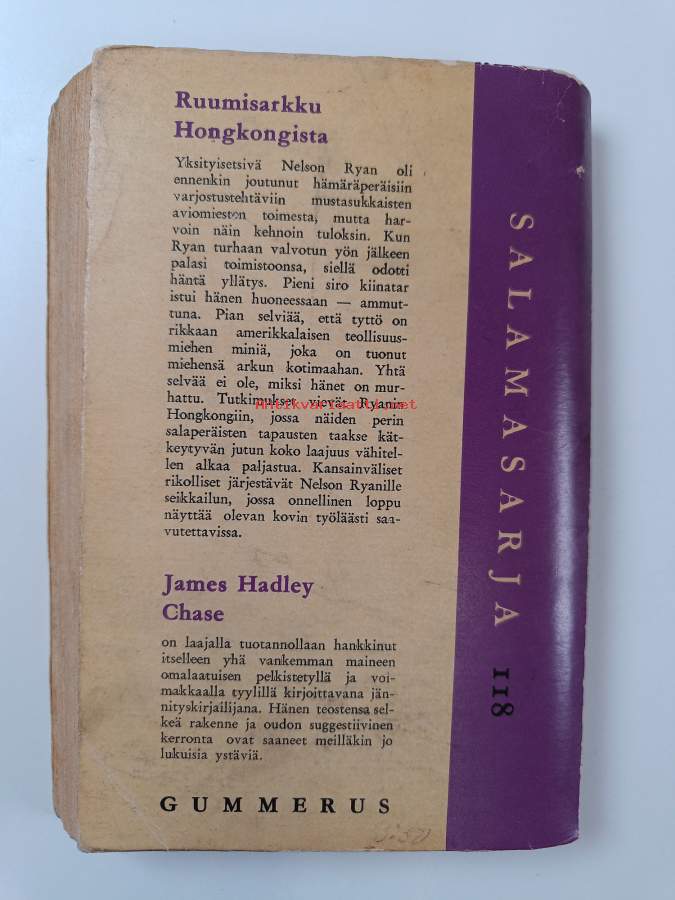 Ruumisarkku
Hongkongista
Yksityisetsivä Nelson Ryan oli
ennenkin joutunut hämäräperäisiin
varjostustehtäviin mustasukkaisten
aviomiesten toimesta, mutta har-
voin näin kehnoin tuloksin. Kun
Ryan turhaan valvotun yön jälkeen
palasi toimistoonsa, siellä odotti
häntä yllätys. Pieni siro kiinatar
istui hänen huoneessaan — ammut-
tuna. Pian selviää, että tyttö on
rikkaan amerikkalaisen teollisuus-
miehen miniä, joka on tuonut
miehensä arkun kotimaahan. Yhtä
selvää ei ole, miksi hänet on mur-
hattu. Tutkimukset vievät Ryanin
Antikvariaatti.net
Hongkongiin, jossa näiden perin
salaperäisten tapausten taakse kät-
keytyvän jutun koko laajuus vähitel-
len alkaa paljastua. Kansainväliset
rikolliset järjestävät Nelson Ryanille
seikkailun, jossa onnellinen loppu
näyttää olevan kovin työläästi saa-
vutettavissa.
James Hadley
Chase
on laajalla tuotannollaan hankkinut
itselleen yhä vankemman maineen
omalaatuisen pelkistetyllä ja voi-
makkaalla tyylillä kirjoittavana jän-
nityskirjailijana. Hänen teostensa sel-
keä rakenne ja oudon suggestiivinen
kerronta ovat saaneet meilläkin jo
lukuisia ystäviä.
GUMMERUS
SALAMASARJA 118